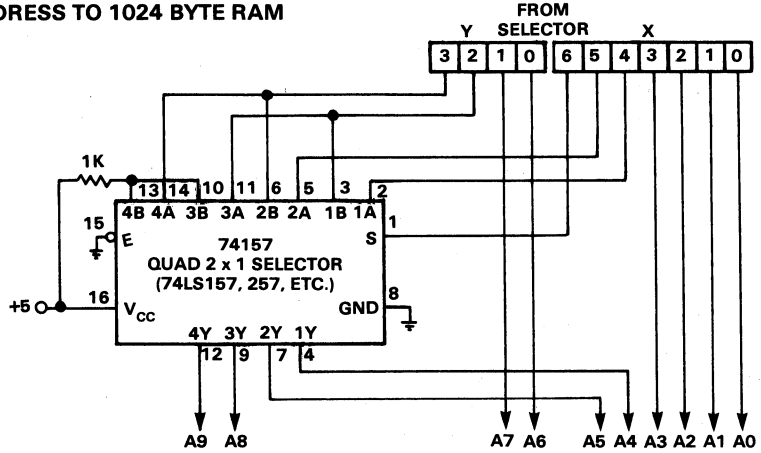 DRESS TO 1024 BYTE RAM
FROM
Y SELECTOR X
3 2 1 0 6 5 4 3 2 1 0
1K
13 14 10 11 6 5 3 2
4B 4A 3B 3A 2B 2A 1B 1A
15 E S 1
74157
QUAD 2 x 1 SELECTOR
(74LS157, 257, ETC.)
+5 16 VCC GND 8
4Y 3Y 2Y 1Y
12 9 7 4
A9 A8 A7 A6 A5 A4 A3 A2 A1 A0